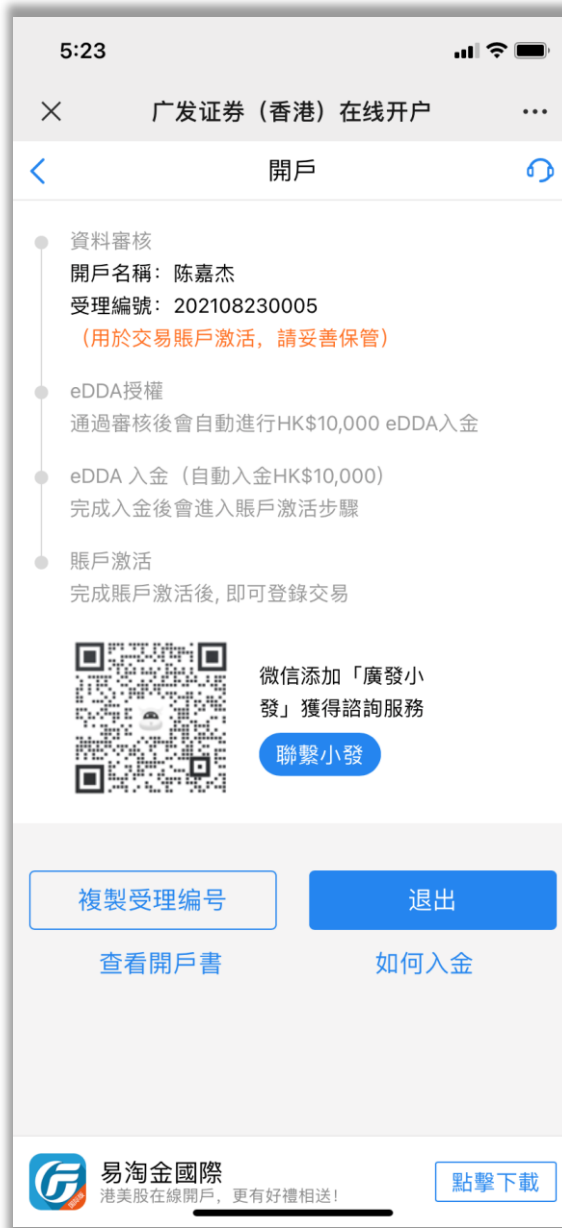 5:23
广发证券（香港）在线开户
開戶
資料審核
開戶名稱：陈嘉杰
受理編號：202108230005
（用於交易賬戶激活，請妥善保管）
eDDA授權
通過審核後會自動進行HK$10,000 eDDA入金
eDDA 入金（自動入金HK$10,000）
完成入金後會進入賬戶激活步驟
賬戶激活
完成賬戶激活後, 即可登錄交易
微信添加「廣發小
發」獲得諮詢服務
聯繫小發
複製受理编号
退出
查看開戶書
如何入金
易淘金國際
港美股在線開戶，更有好禮相送！
點擊下載